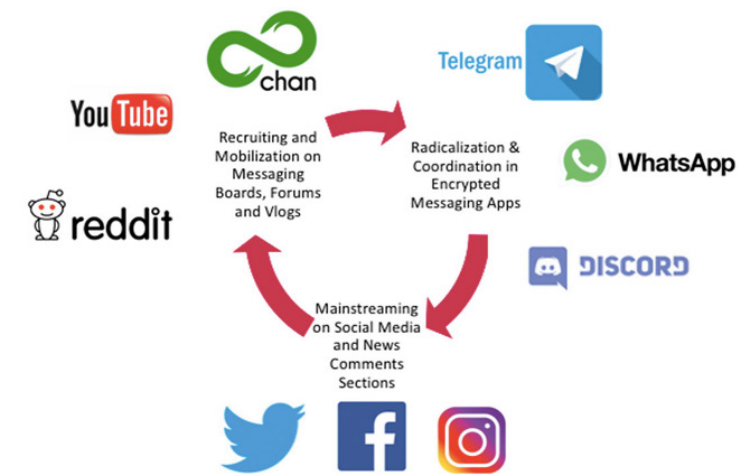 chan
Telegram
YouTube
Recruiting and
Mobilization on
Messaging
Boards, Forums
and Vlogs
Radicalization &
Coordination in
Encrypted
Messaging Apps
WhatsApp
reddit
DISCORD
Mainstreaming
on Social Media
and News
Comments
Sections